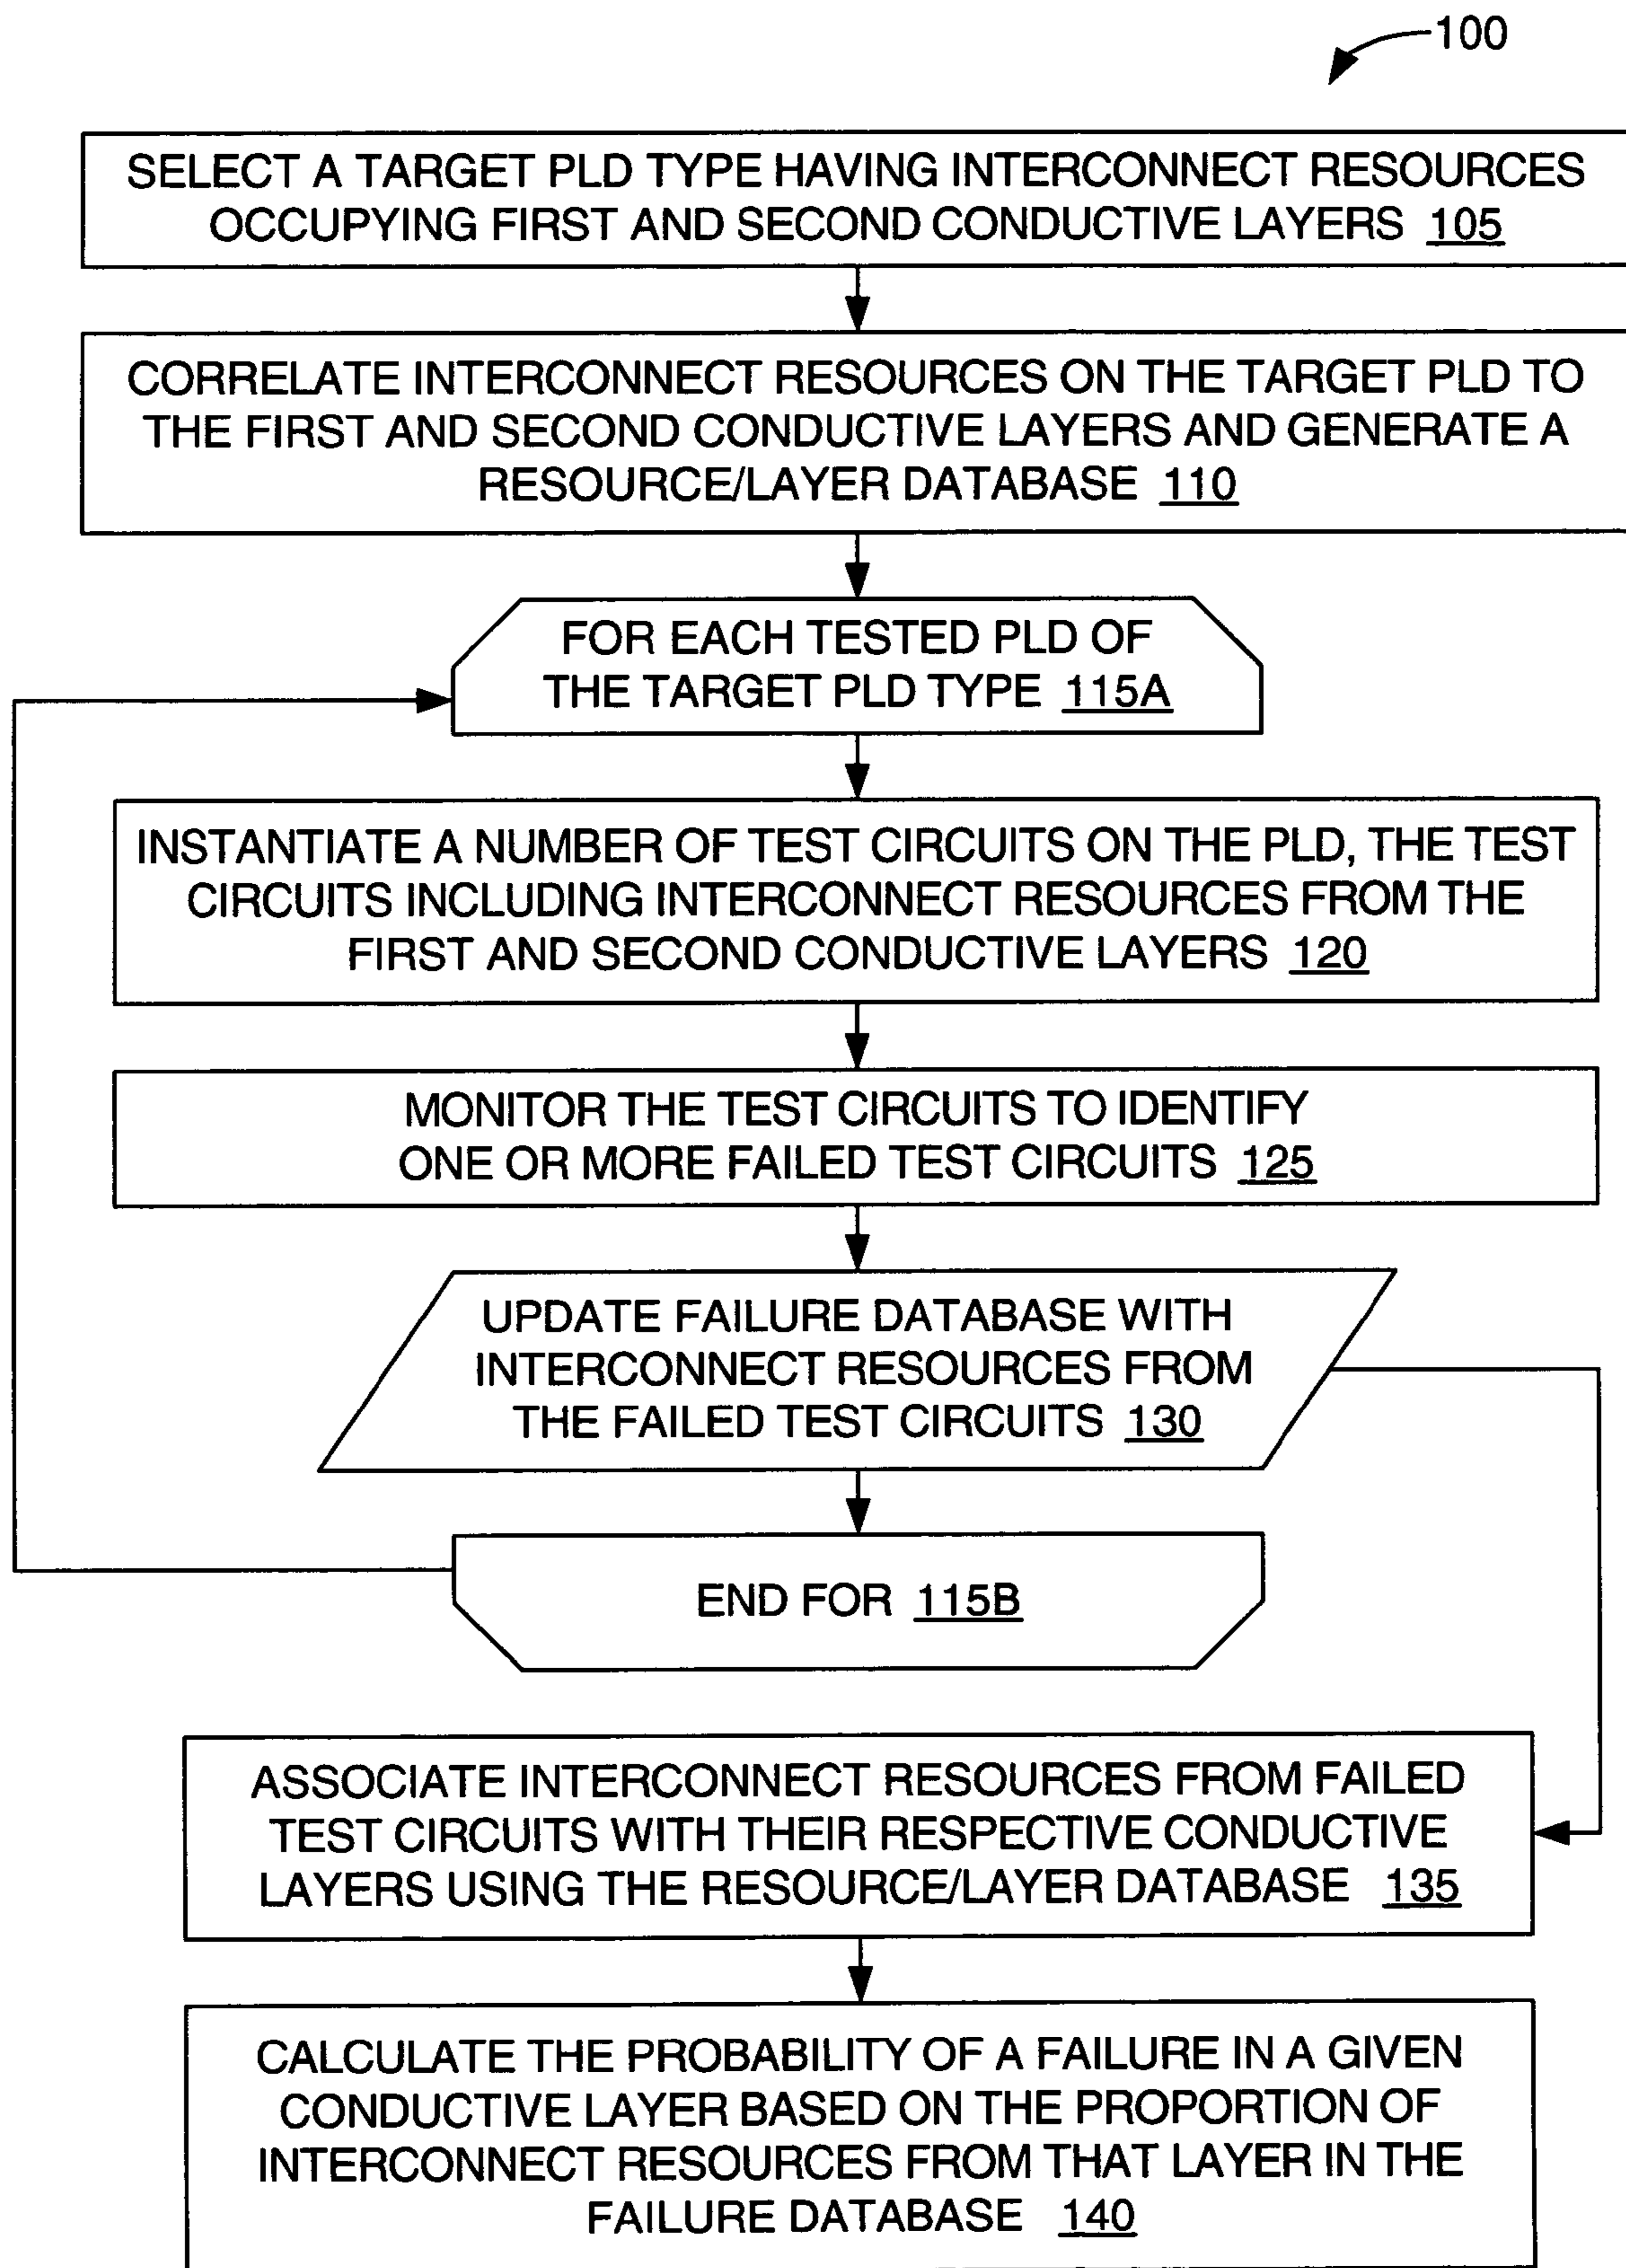 100
SELECT A TARGET PLD TYPE HAVING INTERCONNECT RESOURCES
OCCUPYING FIRST AND SECOND CONDUCTIVE LAYERS 105
CORRELATE INTERCONNECT RESOURCES ON THE TARGET PLD TO
THE FIRST AND SECOND CONDUCTIVE LAYERS AND GENERATE A
RESOURCE/LAYER DATABASE 110
FOR EACH TESTED PLD OF
THE TARGET PLD TYPE 115A
INSTANTIATE A NUMBER OF TEST CIRCUITS ON THE PLD, THE TEST
CIRCUITS INCLUDING INTERCONNECT RESOURCES FROM THE
FIRST AND SECOND CONDUCTIVE LAYERS 120
MONITOR THE TEST CIRCUITS TO IDENTIFY
ONE OR MORE FAILED TEST CIRCUITS 125
UPDATE FAILURE DATABASE WITH
INTERCONNECT RESOURCES FROM
THE FAILED TEST CIRCUITS 130
END FOR 115B
ASSOCIATE INTERCONNECT RESOURCES FROM FAILED
TEST CIRCUITS WITH THEIR RESPECTIVE CONDUCTIVE
LAYERS USING THE RESOURCE/LAYER DATABASE 135
CALCULATE THE PROBABILITY OF A FAILURE IN A GIVEN
CONDUCTIVE LAYER BASED ON THE PROPORTION OF
INTERCONNECT RESOURCES FROM THAT LAYER IN THE
FAILURE DATABASE 140